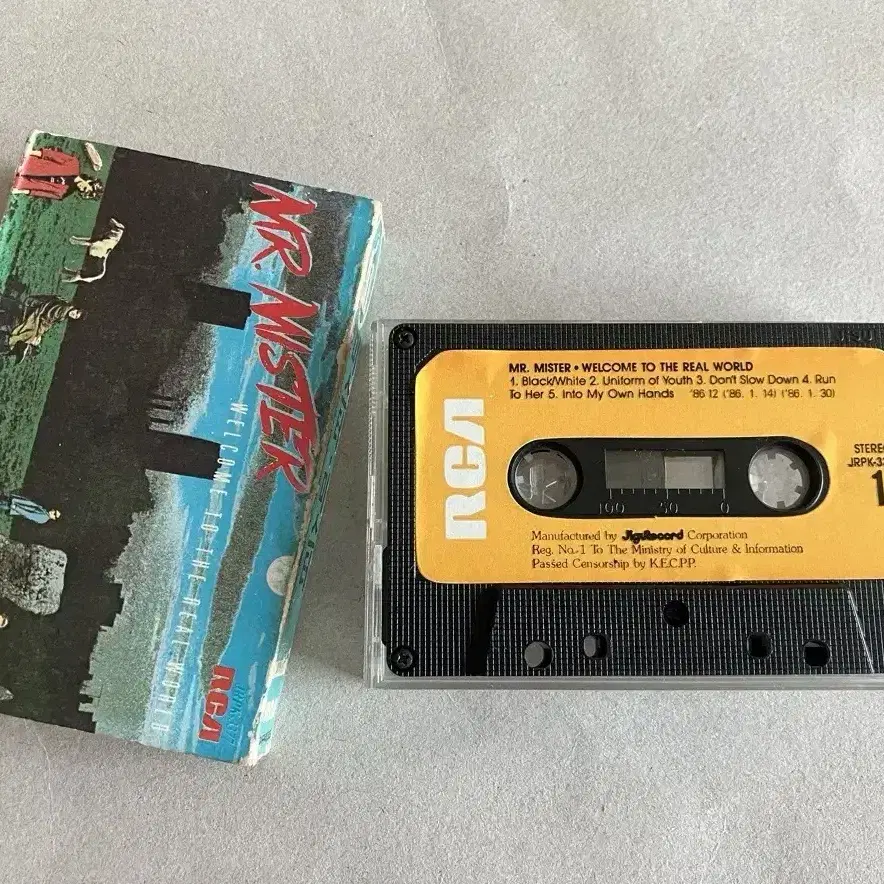 MR. MISTER
WELCOME TO THE REAL WORLD
RCA
RCA
MR. MISTER • WELCOME TO THE REAL WORLD
1. Black/White 2. Uniform of Youth 3. Don't Slow Down 4. Run
To Her 5. Into My Own Hands '86 12 ('86. 1. 14) ('86. 1. 30)
STEREO
1
100 50 0
Manufactured by JiguRecord Corporation
Reg. No.1 To The Ministry of Culture & Information
Passed Censorship by K.E.C.P.P.